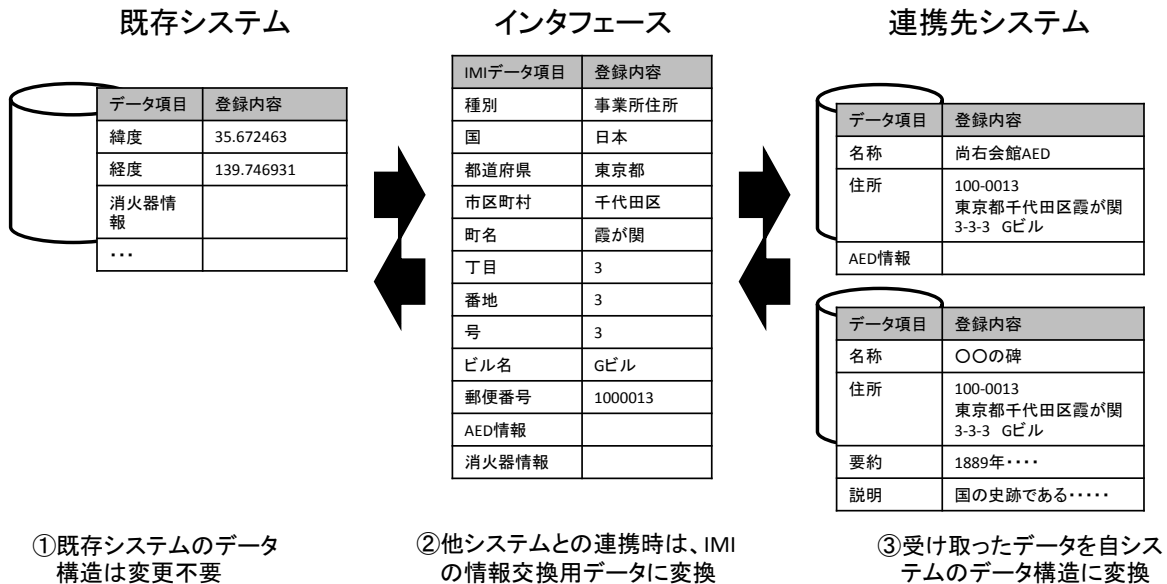 既存システム
インタフェース
連携先システム
データ項目 登録内容
緯度 35.672463
経度 139.746931
消火器情
報
・・・
IMIデータ項目 登録内容
種別 事業所住所
国 日本
都道府県 東京都
市区町村 千代田区
町名 霞が関
丁目 3
番地 3
号 3
ビル名 Gビル
郵便番号 1000013
AED情報
消火器情報
データ項目 登録内容
名称 尚右会館AED
住所 100-0013
東京都千代田区霞が関
3-3-3 Gビル
AED情報
データ項目 登録内容
名称 〇〇の碑
住所 100-0013
東京都千代田区霞が関
3-3-3 Gビル
要約 1889年・・・・
説明 国の史跡である・・・・・
①既存システムのデータ
構造は変更不要
②他システムとの連携時は、IMI
の情報交換用データに変換
③受け取ったデータを自シス
テムのデータ構造に変換